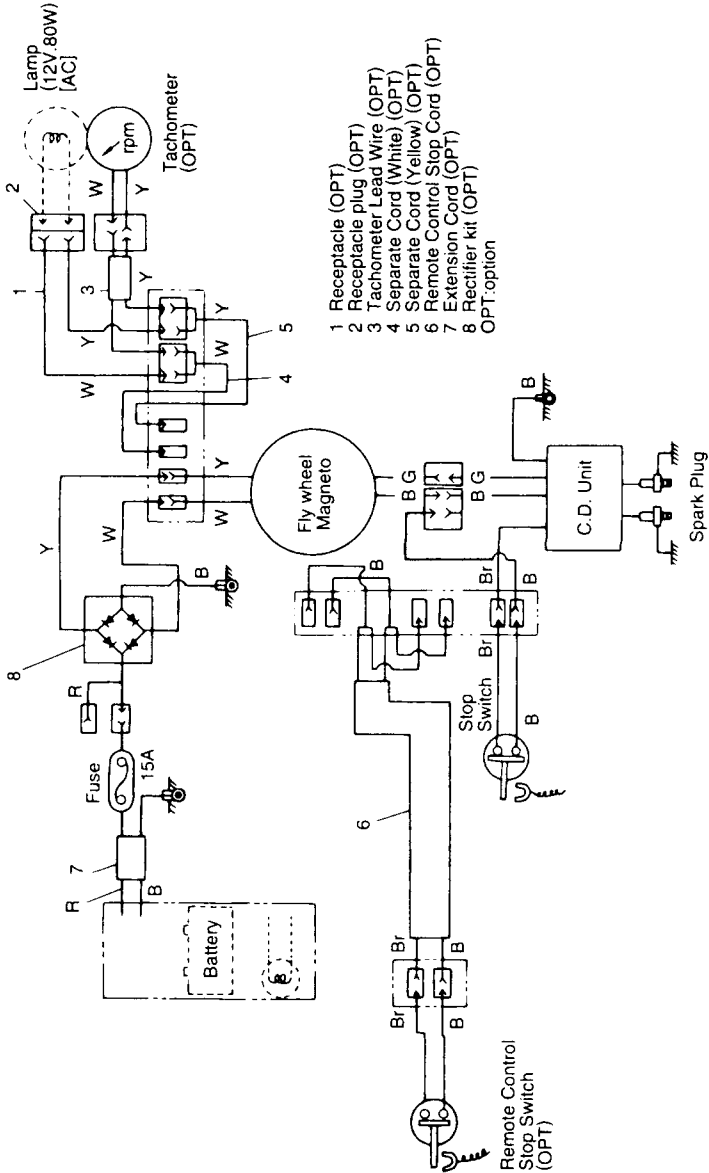 Lamp
(12V.80W)
[AC]
2
rpm
Tachometer
(OPT)
W
Y
1
3
Y
Y
W
Y
W
5
4
Y
W
8
B
R
Fuse
15A
7
R
B
Battery
Y
W
Fly wheel
Magneto
B G
B G
B
C.D. Unit
Spark Plug
B
Br
B
Br
B
Stop
Switch
6
Br
B
Br
B
Remote Control
Stop Switch
(OPT)
1 Receptacle (OPT)
2 Receptacle plug (OPT)
3 Tachometer Lead Wire (OPT)
4 Separate Cord (White) (OPT)
5 Separate Cord (Yellow) (OPT)
6 Remote Control Stop Cord (OPT)
7 Extension Cord (OPT)
8 Rectifier kit (OPT)
OPT:option